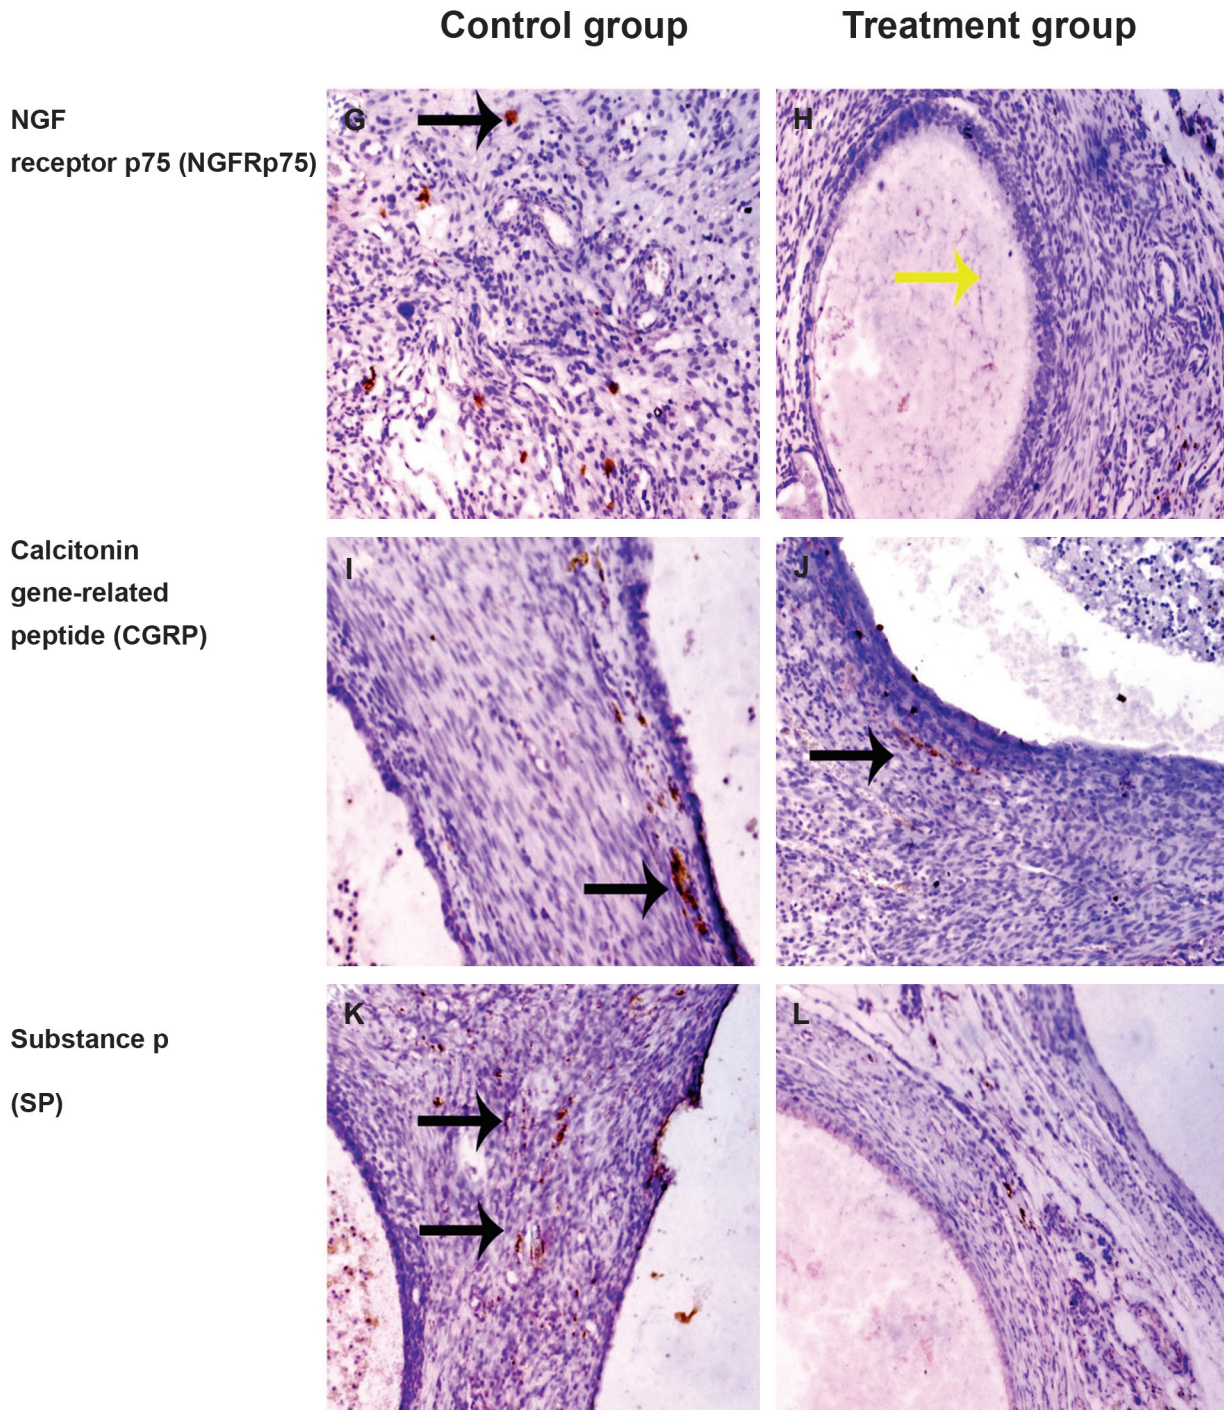 Control group Treatment group
NGF
receptor p75 (NGFRp75)
G H
Calcitonin
gene-related
peptide (CGRP)
I J
Substance p
(SP)
K L